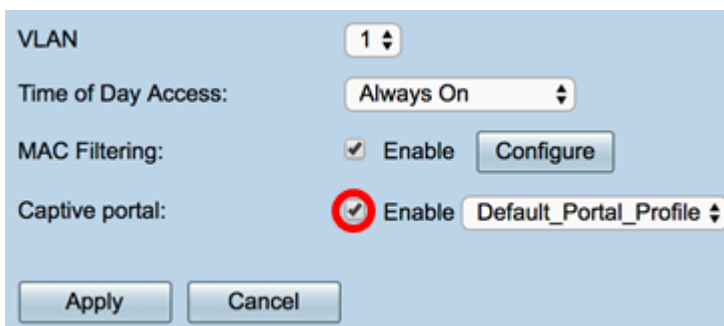 VLAN 1
Time of Day Access: Always On
MAC Filtering: Enable Configure
Captive portal: Enable Default_Portal_Profile
Apply Cancel